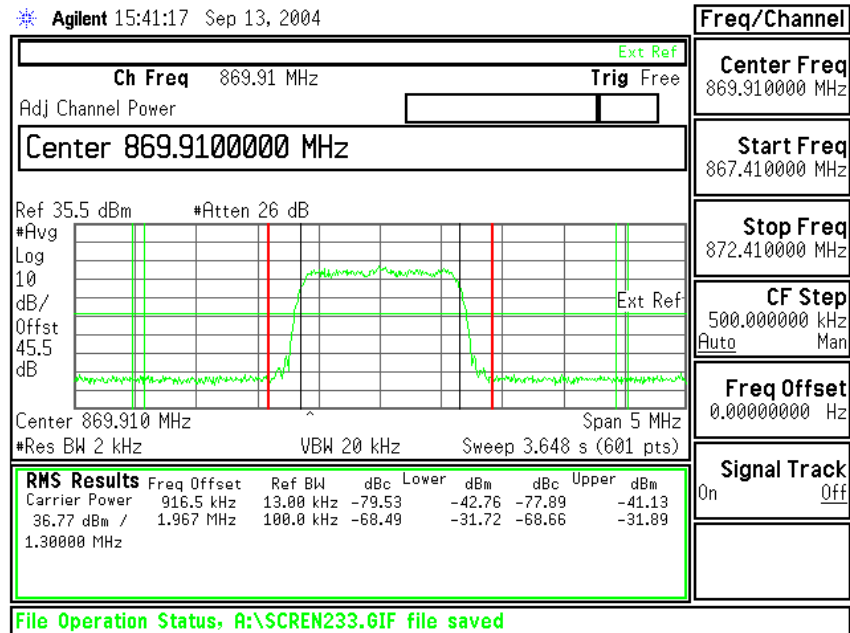 Agilent 15:41:17 Sep 13, 2004
Freq/Channel
Ext Ref
Ch Freq 869.91 MHz Trig Free
Adj Channel Power
Center 869.9100000 MHz
Ref 35.5 dBm #Atten 26 dB
#Avg
Log
10
dB/
Offst
45.5
dB
Ext Ref
Center 869.910 MHz ^ Span 5 MHz
#Res BW 2 kHz VBW 20 kHz Sweep 3.648 s (601 pts)
RMS Results Freq Offset Ref BW dBc Lower dBm dBc Upper dBm
Carrier Power 916.5 kHz 13.00 kHz -79.53 -42.76 -77.89 -41.13
36.77 dBm / 1.967 MHz 100.0 kHz -68.49 -31.72 -68.66 -31.89
1.30000 MHz
Center Freq
869.910000 MHz
Start Freq
867.410000 MHz
Stop Freq
872.410000 MHz
CF Step
500.000000 kHz
Auto Man
Freq Offset
0.00000000 Hz
Signal Track
On Off
File Operation Status, A:\SCREN233.GIF file saved